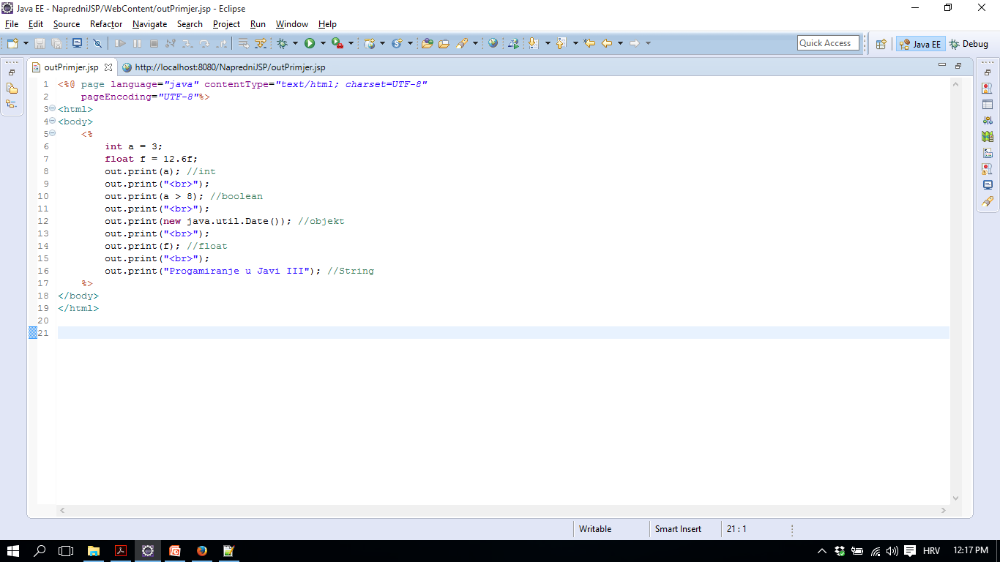 Java EE - NapredniJSP/WebContent/outPrimjer.jsp - Eclipse
File Edit Source Refactor Navigate Search Project Run Window Help
Quick Access Java EE Debug
outPrimjer.jsp http://localhost:8080/NapredniJSP/outPrimjer.jsp
1 <%@ page language="java" contentType="text/html; charset=UTF-8"
2     pageEncoding="UTF-8"%>
3 <html>
4 <body>
5     <%
6         int a = 3;
7         float f = 12.6f;
8         out.print(a); //int
9         out.print("<br>");
10         out.print(a > 8); //boolean
11         out.print("<br>");
12         out.print(new java.util.Date()); //objekt
13         out.print("<br>");
14         out.print(f); //float
15         out.print("<br>");
16         out.print("Progamiranje u Javi III"); //String
17     %>
18 </body>
19 </html>
20
21
Writable Smart Insert 21 : 1
HRV 12:17 PM